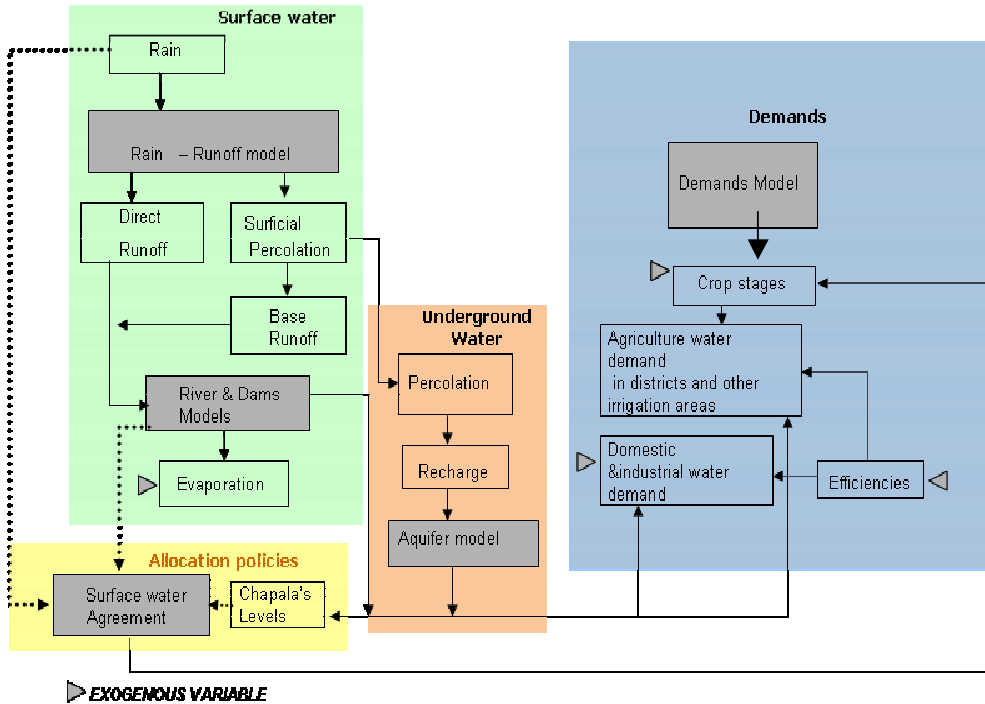 Surface water
Rain
Rain – Runoff model
Direct
Runoff
Surficial
Percolation
Base
Runoff
River & Dams
Models
Evaporation
Underground
Water
Percolation
Recharge
Aquifer model
Demands
Demands Model
Crop stages
Agriculture water
demand
in districts and other
irrigation areas
Domestic
&industrial water
demand
Efficiencies
Allocation policies
Surface water
Agreement
Chapala's
Levels
EXOGENOUS VARIABLE